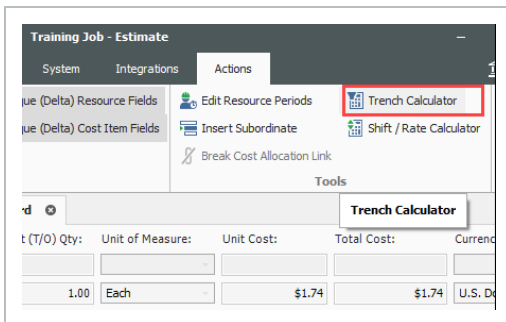 Training Job - Estimate
System Integrations Actions
que (Delta) Resource Fields Edit Resource Periods Trench Calculator
que (Delta) Cost Item Fields Insert Subordinate Shift / Rate Calculator
Break Cost Allocation Link
Tools
rd Trench Calculator
t (T/O) Qty: Unit of Measure: Unit Cost: Total Cost: Currenc
1.00 Each $1.74 $1.74 U.S. Do